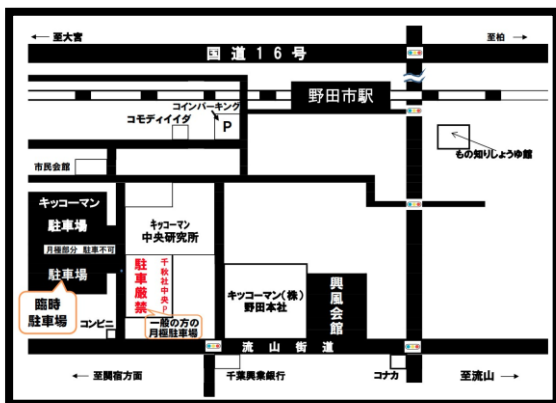 ← 至大宮
至柏 →
国道16号
野田市駅
コインパーキング
コモディイイダ
P
もの知りしょうゆ館
市民会館
キッコーマン
駐車場
月極部分 駐車不可
駐車場
臨時
駐車場
コンビニ
キッコーマン
中央研究所
千秋社中央P
駐車厳禁
一般の方の
月極駐車場
キッコーマン(株)
野田本社
興風会館
流山街道
← 至関宿方面
千葉興業銀行
コナカ
至流山 →